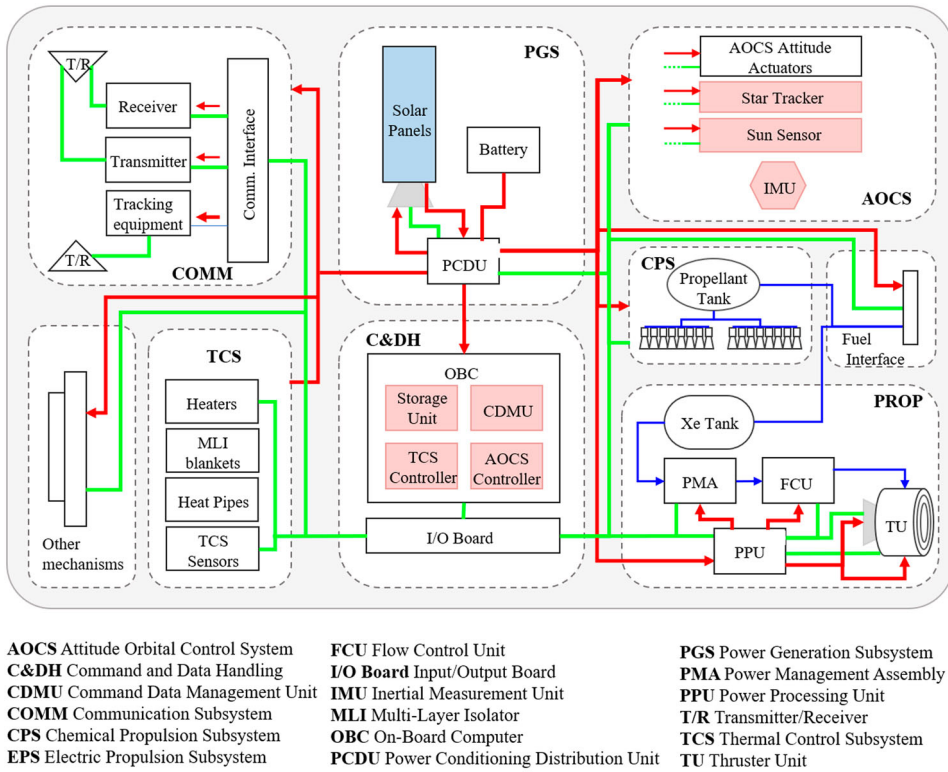 T/R
Receiver
Transmitter
Tracking
equipment
T/R
Comm. Interface
COMM
PGS
Solar
Panels
Battery
PCDU
AOCS Attitude
Actuators
Star Tracker
Sun Sensor
IMU
AOCS
CPS
Propellant
Tank
Fuel
Interface
Other
mechanisms
TCS
Heaters
MLI
blankets
Heat Pipes
TCS
Sensors
C&DH
OBC
Storage
Unit
CDMU
TCS
Controller
AOCS
Controller
I/O Board
PROP
Xe Tank
PMA
FCU
PPU
TU
AOCS Attitude Orbital Control System
C&DH Command and Data Handling
CDMU Command Data Management Unit
COMM Communication Subsystem
CPS Chemical Propulsion Subsystem
EPS Electric Propulsion Subsystem
FCU Flow Control Unit
I/O Board Input/Output Board
IMU Inertial Measurement Unit
MLI Multi-Layer Isolator
OBC On-Board Computer
PCDU Power Conditioning Distribution Unit
PGS Power Generation Subsystem
PMA Power Management Assembly
PPU Power Processing Unit
T/R Transmitter/Receiver
TCS Thermal Control Subsystem
TU Thruster Unit